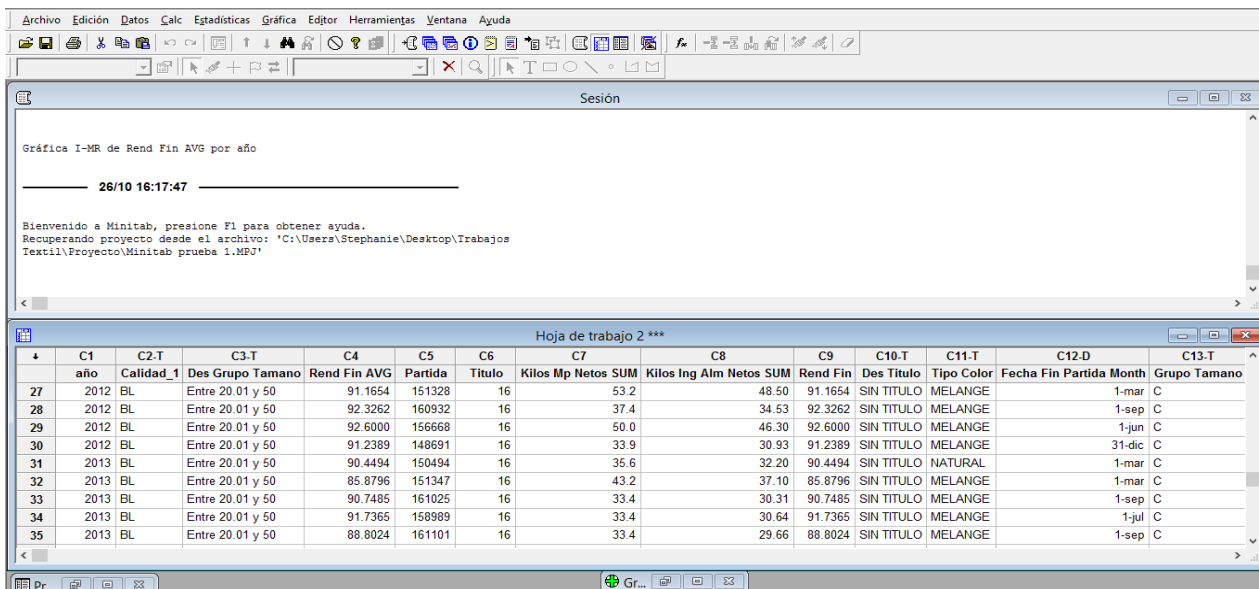 Archivo Edición Datos Calc Estadísticas Gráfica Editor Herramientas Ventana Ayuda
Sesión
Gráfica I-MR de Rend Fin AVG por año
26/10 16:17:47
Bienvenido a Minitab, presione F1 para obtener ayuda.
Recuperando proyecto desde el archivo: 'C:\Users\Stephanie\Desktop\Trabajos
Textil\Proyecto\Minitab prueba 1.MPJ'
Hoja de trabajo 2 ***
↓ C1 C2-T C3-T C4 C5 C6 C7 C8 C9 C10-T C11-T C12-D C13-T
año Calidad_1 Des Grupo Tamano Rend Fin AVG Partida Titulo Kilos Mp Netos SUM Kilos Ing Alm Netos SUM Rend Fin Des Titulo Tipo Color Fecha Fin Partida Month Grupo Tamano
27 2012 BL Entre 20.01 y 50 91.1654 151328 16 53.2 48.50 91.1654 SIN TITULO MELANGE 1-mar C
28 2012 BL Entre 20.01 y 50 92.3262 160932 16 37.4 34.53 92.3262 SIN TITULO MELANGE 1-sep C
29 2012 BL Entre 20.01 y 50 92.6000 156668 16 50.0 46.30 92.6000 SIN TITULO MELANGE 1-jun C
30 2012 BL Entre 20.01 y 50 91.2389 148691 16 33.9 30.93 91.2389 SIN TITULO MELANGE 31-dic C
31 2013 BL Entre 20.01 y 50 90.4494 150494 16 35.6 32.20 90.4494 SIN TITULO NATURAL 1-mar C
32 2013 BL Entre 20.01 y 50 85.8796 151347 16 43.2 37.10 85.8796 SIN TITULO MELANGE 1-mar C
33 2013 BL Entre 20.01 y 50 90.7485 161025 16 33.4 30.31 90.7485 SIN TITULO MELANGE 1-sep C
34 2013 BL Entre 20.01 y 50 91.7365 158989 16 33.4 30.64 91.7365 SIN TITULO MELANGE 1-jul C
35 2013 BL Entre 20.01 y 50 88.8024 161101 16 33.4 29.66 88.8024 SIN TITULO MELANGE 1-sep C
Pr... Gr...